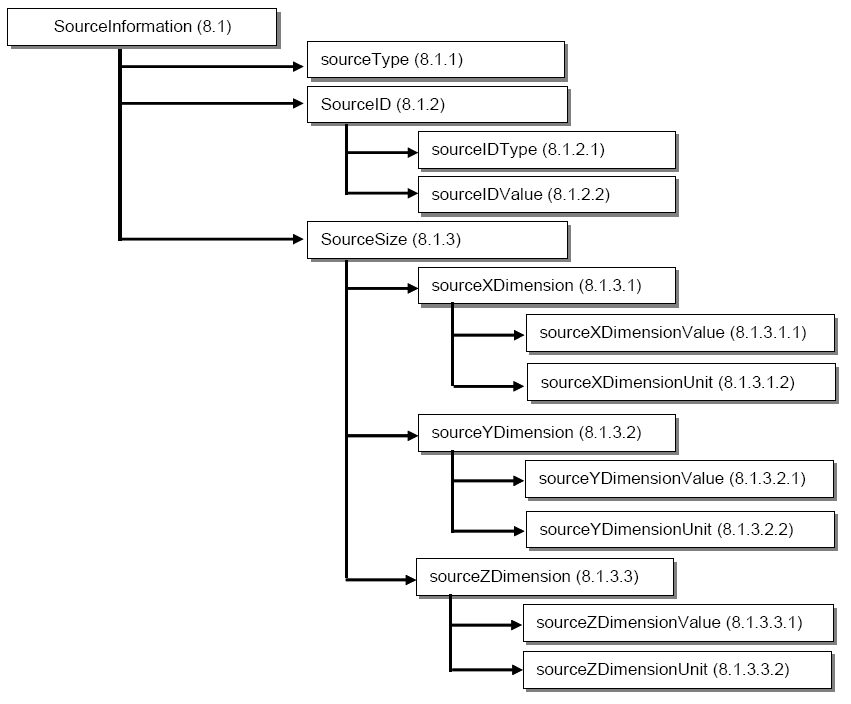 SourceInformation (8.1)
sourceType (8.1.1)
SourceID (8.1.2)
sourceIDType (8.1.2.1)
sourceIDValue (8.1.2.2)
SourceSize (8.1.3)
sourceXDimension (8.1.3.1)
sourceXDimensionValue (8.1.3.1.1)
sourceXDimensionUnit (8.1.3.1.2)
sourceYDimension (8.1.3.2)
sourceYDimensionValue (8.1.3.2.1)
sourceYDimensionUnit (8.1.3.2.2)
sourceZDimension (8.1.3.3)
sourceZDimensionValue (8.1.3.3.1)
sourceZDimensionUnit (8.1.3.3.2)